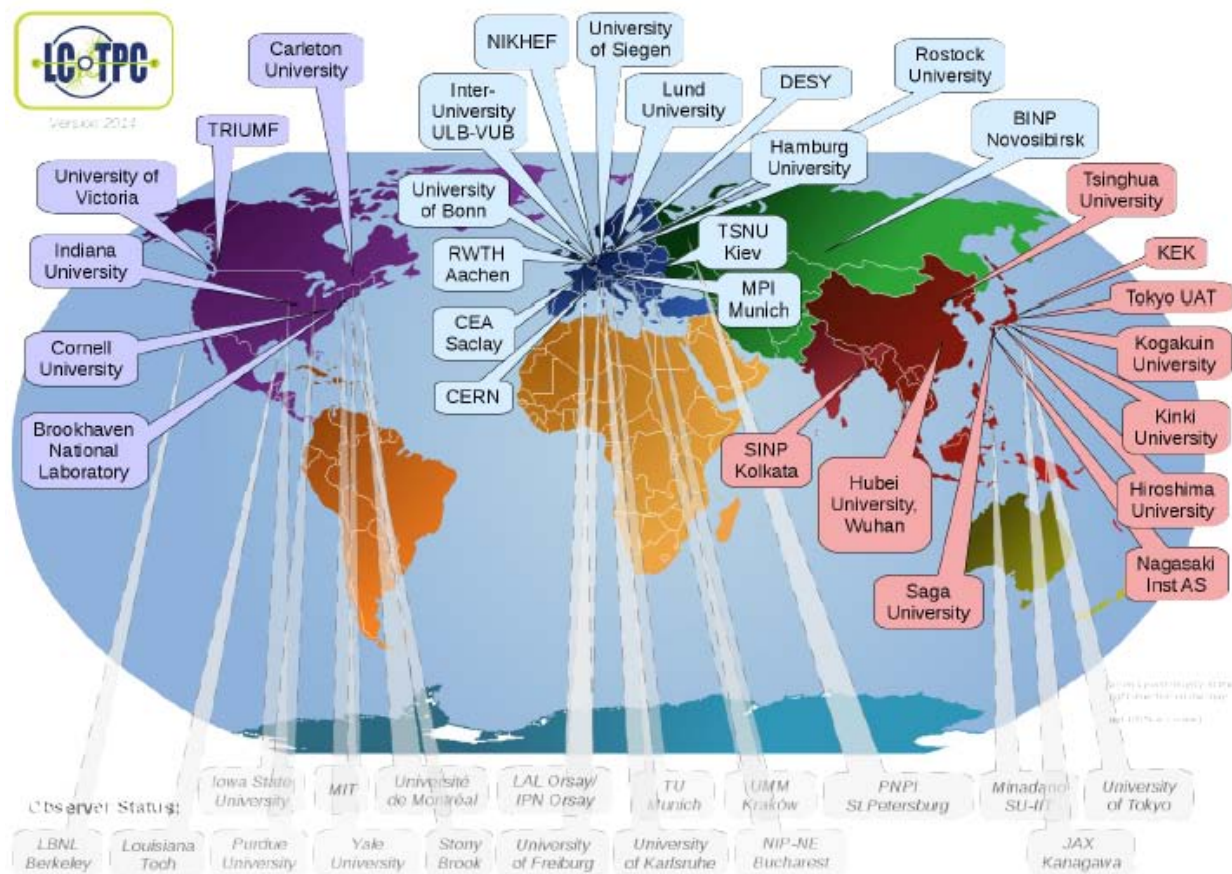 LC TPC
Version 2014
Carleton
University
NIKHEF
University
of Siegen
Inter-
University
ULB-VUB
Lund
University
DESY
Rostock
University
BINP
Novosibirsk
TRIUMF
University of
Victoria
University
of Bonn
Hamburg
University
Tsinghua
University
Indiana
University
RWTH
Aachen
TSNU
Kiev
KEK
MPI
Munich
Tokyo UAT
CEA
Saclay
Kogakuin
University
Cornell
University
CERN
Kinki
University
Brookhaven
National
Laboratory
SINP
Kolkata
Hubei
University,
Wuhan
Hiroshima
University
Nagasaki
Inst AS
Saga
University
Observer Status:
Iowa State
University
MIT
Université
de Montréal
LAL Orsay/
IPN Orsay
TU
Munich
UMM
Kraków
PNPI
St.Petersburg
Minadano
SU-IIT
University
of Tokyo
LBNL
Berkeley
Louisiana
Tech
Purdue
University
Yale
University
Stony
Brook
University
of Freiburg
University
of Karlsruhe
NIP-NE
Bucharest
JAX
Kanagawa